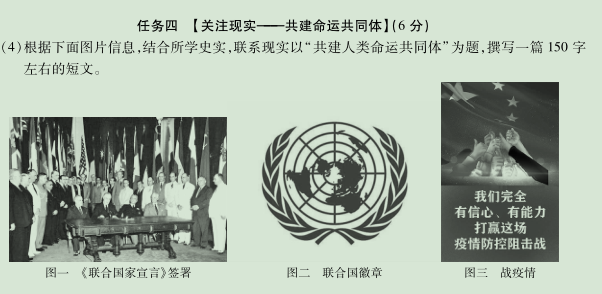 任务四 【关注现实——共建命运共同体】(6 分)
(4)根据下面图片信息,结合所学史实,联系现实以“共建人类命运共同体”为题,撰写一篇 150 字
左右的短文。
我们完全
有信心、有能力
打赢这场
疫情防控阻击战
图一 《联合国家宣言》签署
图二 联合国徽章
图三 战疫情